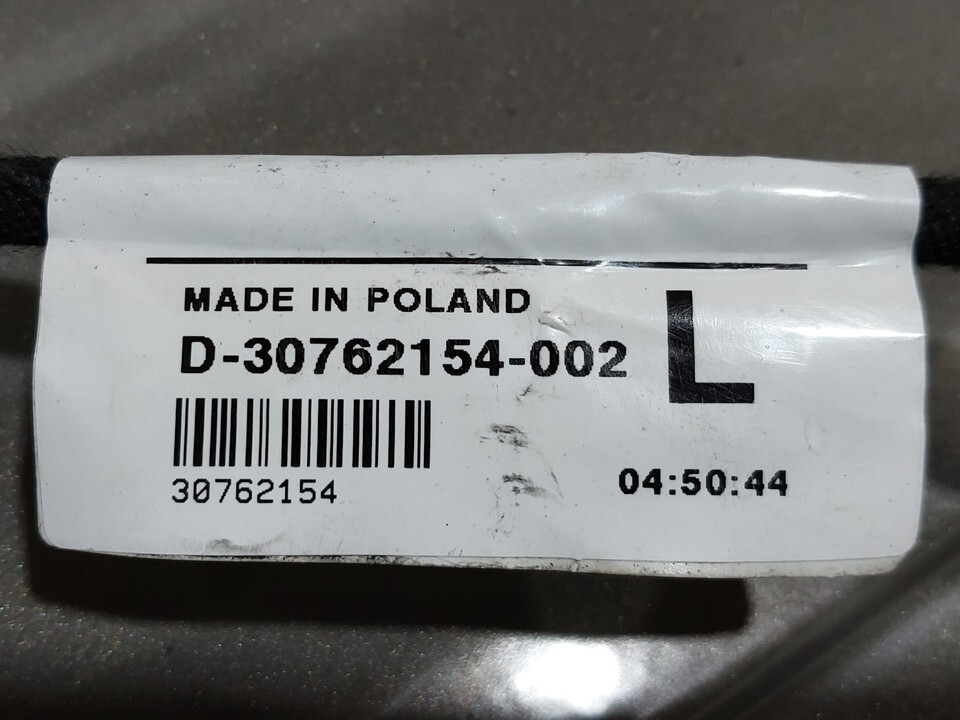 MADE IN POLAND
D-30762154-002
L
30762154
04:50:44